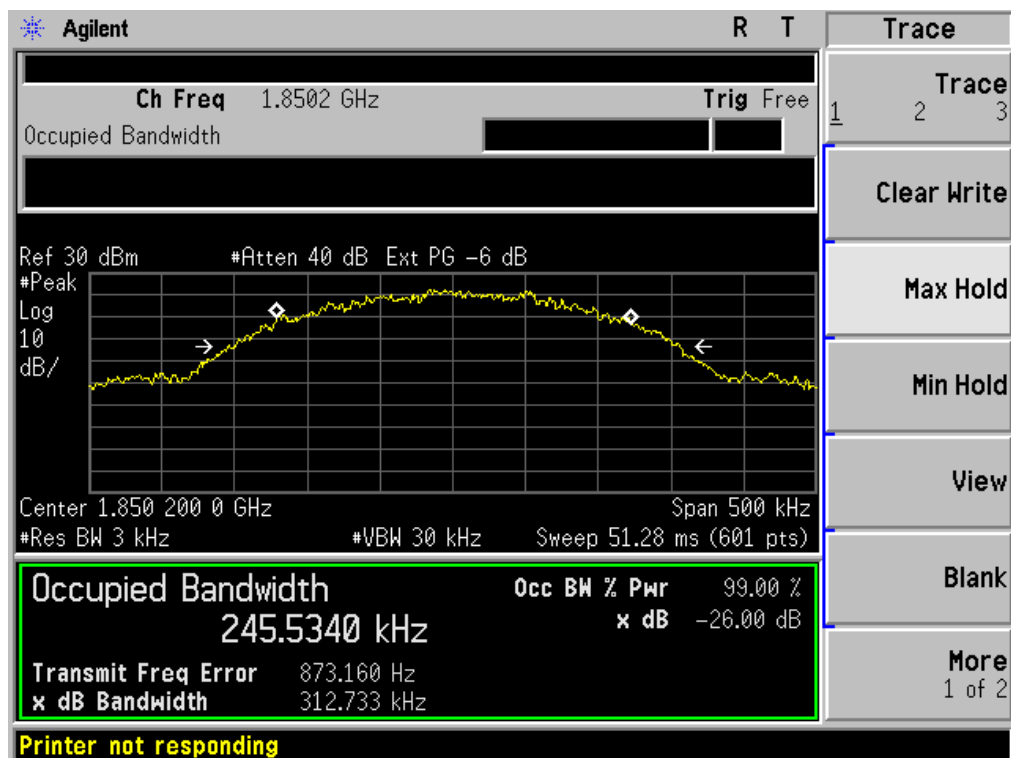 Agilent R T Trace
Ch Freq 1.8502 GHz Trig Free
Occupied Bandwidth
Trace
1 2 3
Clear Write
Ref 30 dBm #Atten 40 dB Ext PG -6 dB
#Peak
Log
10
dB/
Max Hold
Min Hold
View
Center 1.850 200 0 GHz Span 500 kHz
#Res BW 3 kHz #VBW 30 kHz Sweep 51.28 ms (601 pts)
Occupied Bandwidth Occ BW % Pwr 99.00 %
245.5340 kHz x dB -26.00 dB
Transmit Freq Error 873.160 Hz
x dB Bandwidth 312.733 kHz
Blank
More
1 of 2
Printer not responding